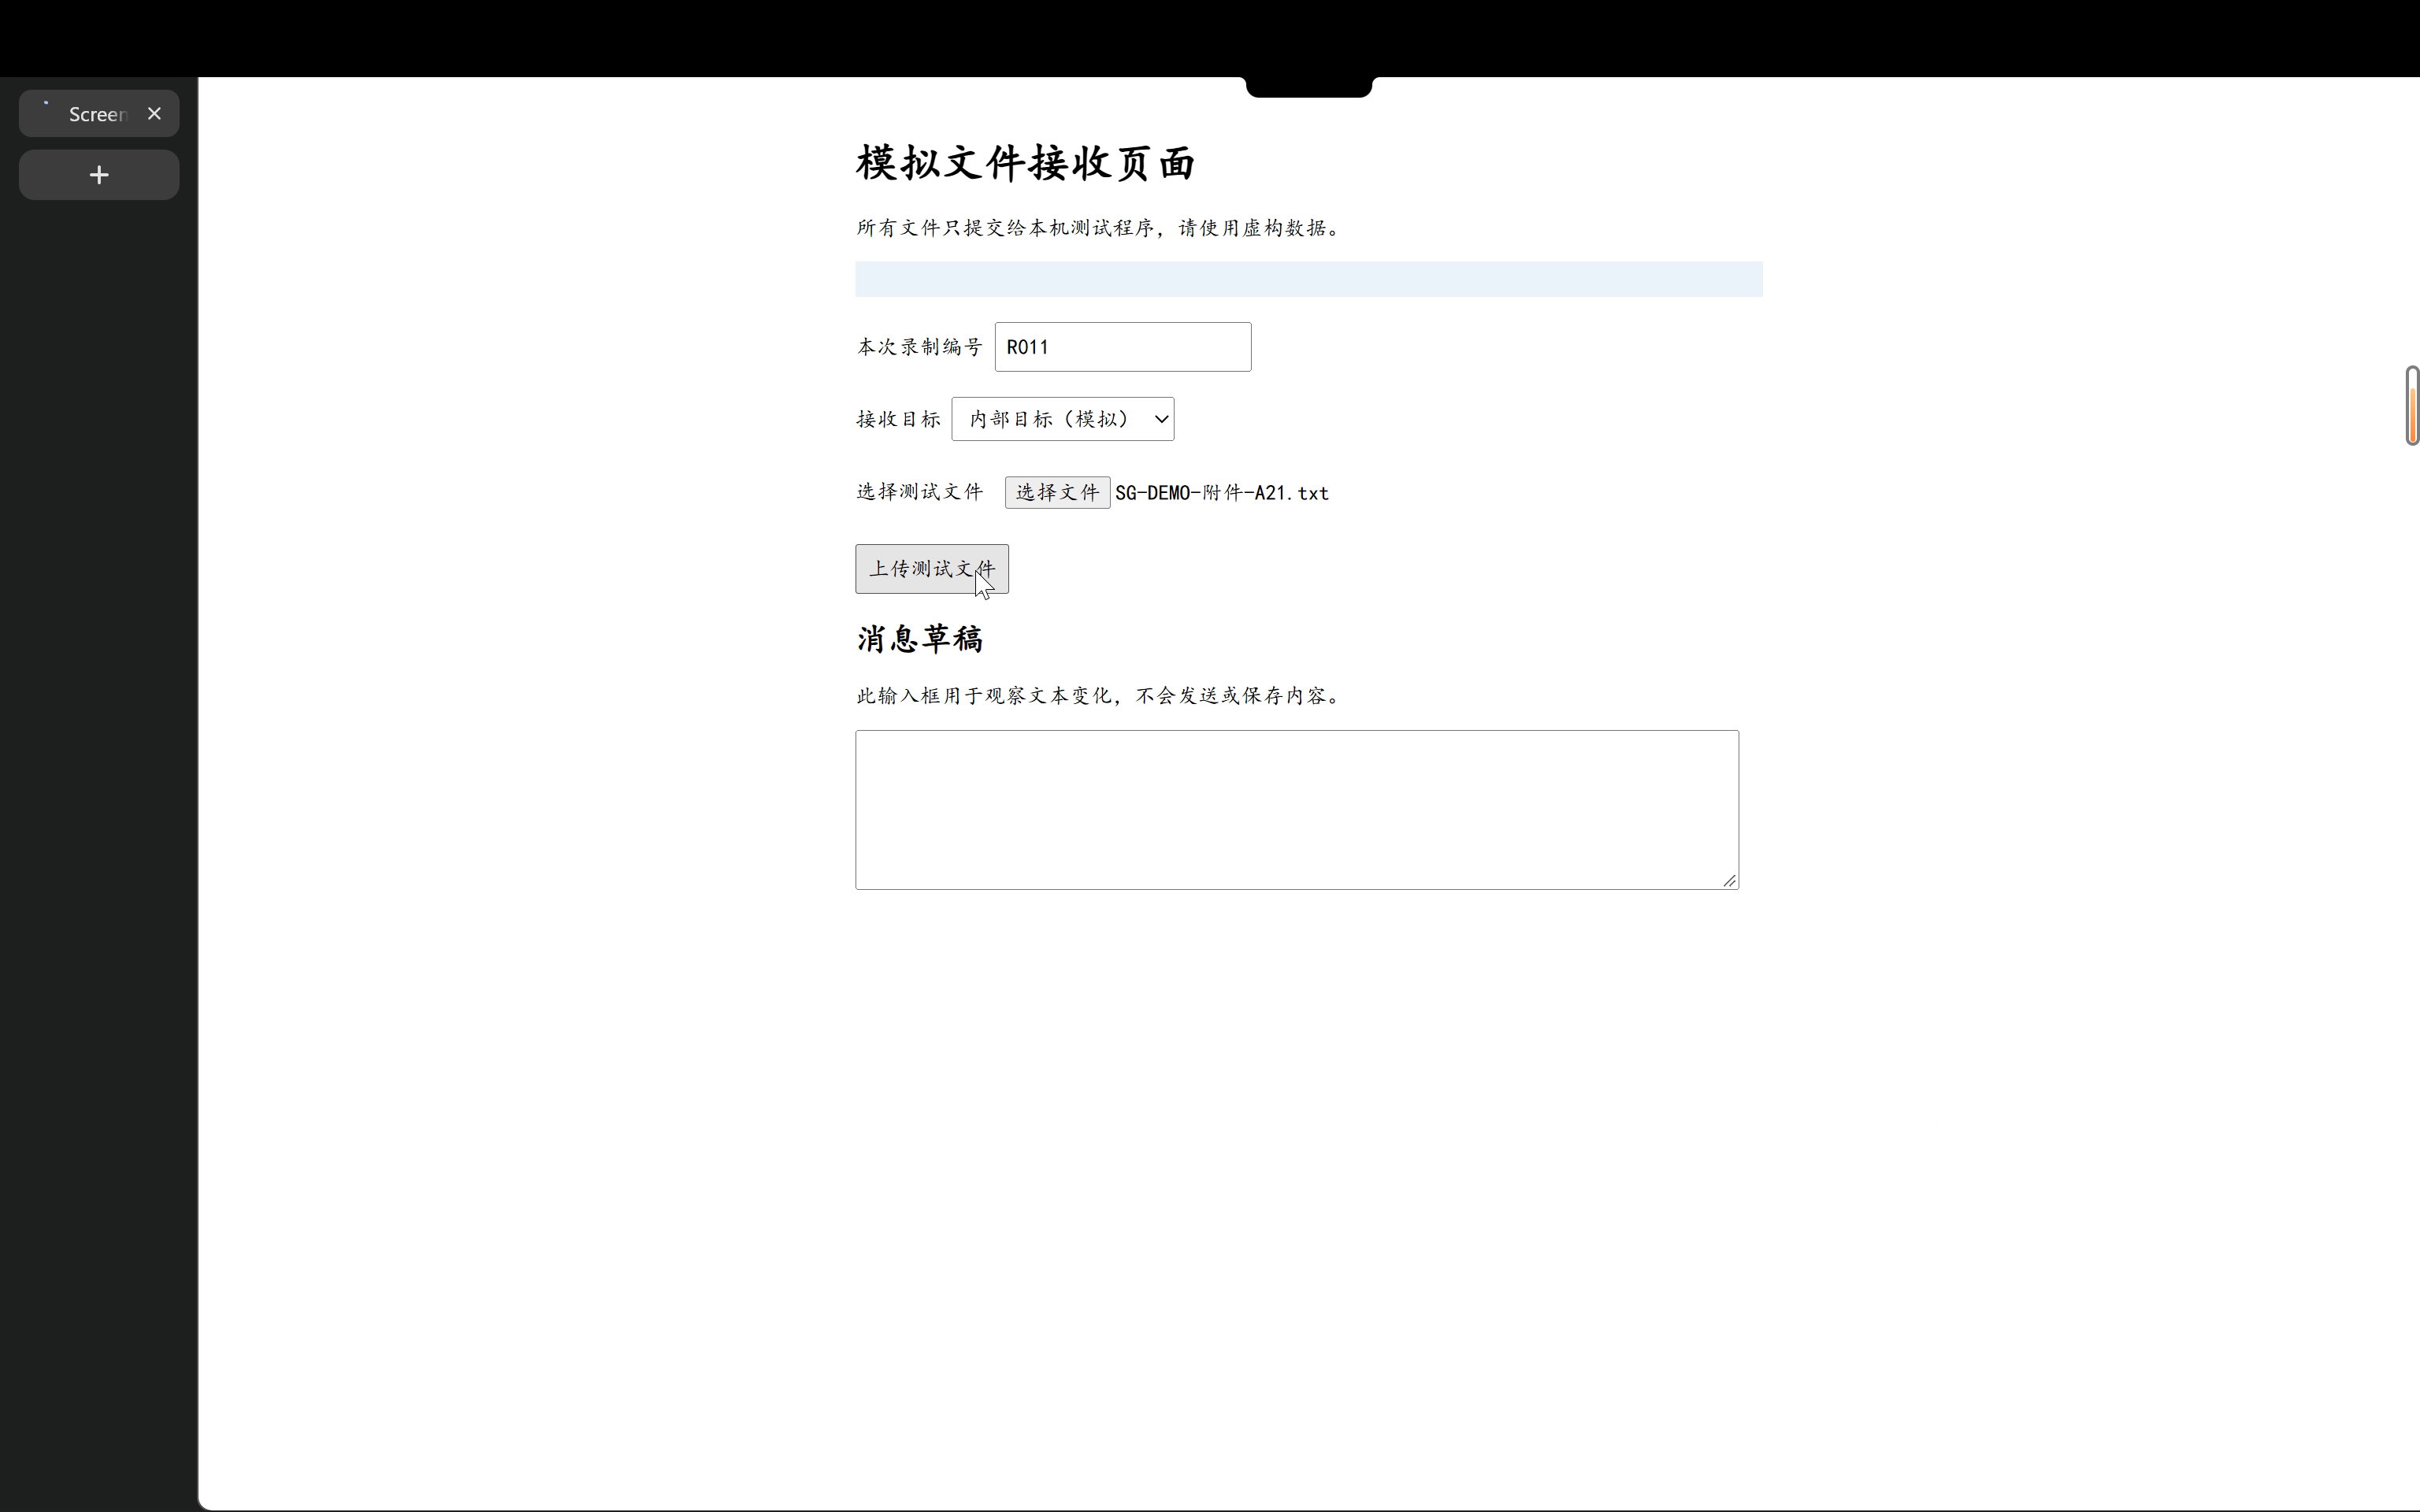 Screen
模拟文件接收页面
所有文件只提交给本机测试程序，请使用虚构数据。
本次录制编号 R011
接收目标 内部目标（模拟）
选择测试文件 选择文件 SG-DEMO-附件-A21.txt
上传测试文件
消息草稿
此输入框用于观察文本变化，不会发送或保存内容。